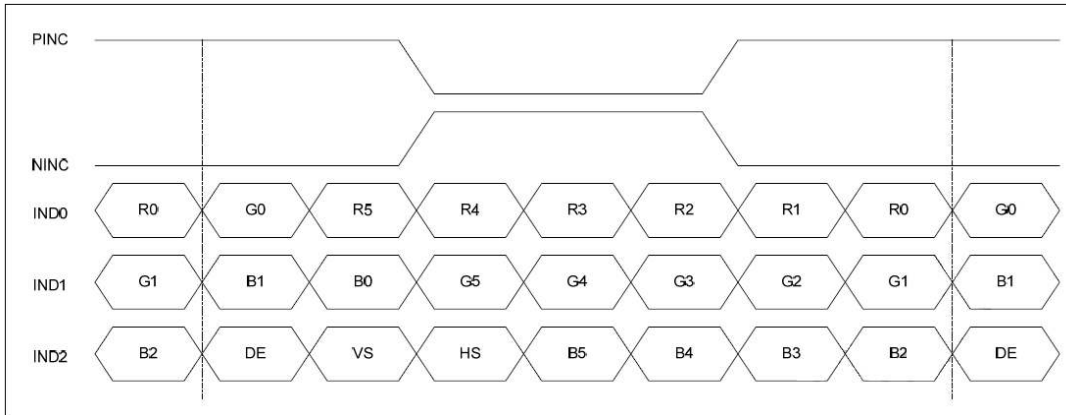 PINC
NINC
IND0 R0 G0 R5 R4 R3 R2 R1 R0 G0
IND1 G1 B1 B0 G5 G4 G3 G2 G1 B1
IND2 B2 DE VS HS B5 B4 B3 B2 DE